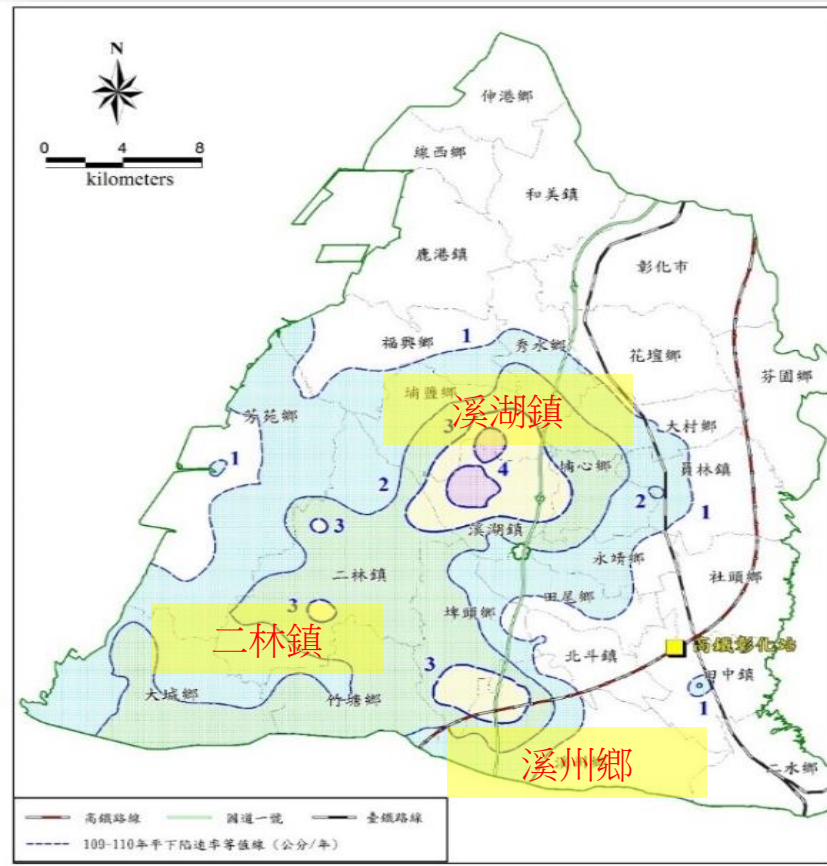 N
0 4 8
kilometers
伸港鄉
線西鄉
和美鎮
鹿港鎮
彰化市
福興鄉
1
秀水鄉
花壇鄉
芬園鄉
埔鹽鄉
溪湖鎮
芳苑鄉
3
大村鄉
1
4
埔心鄉
員林鎮
2
2
1
3
溪湖鎮
永靖鄉
二林鎮
社頭鄉
3
田尾鄉
埤頭鄉
二林鎮
北斗鎮
高鐵彰化站
3
田中鎮
大城鄉
竹塘鄉
1
溪州鄉
二水鄉
高鐵路線 國道一號 臺鐵路線
109-110年平下陷速率等值線（公分/年）